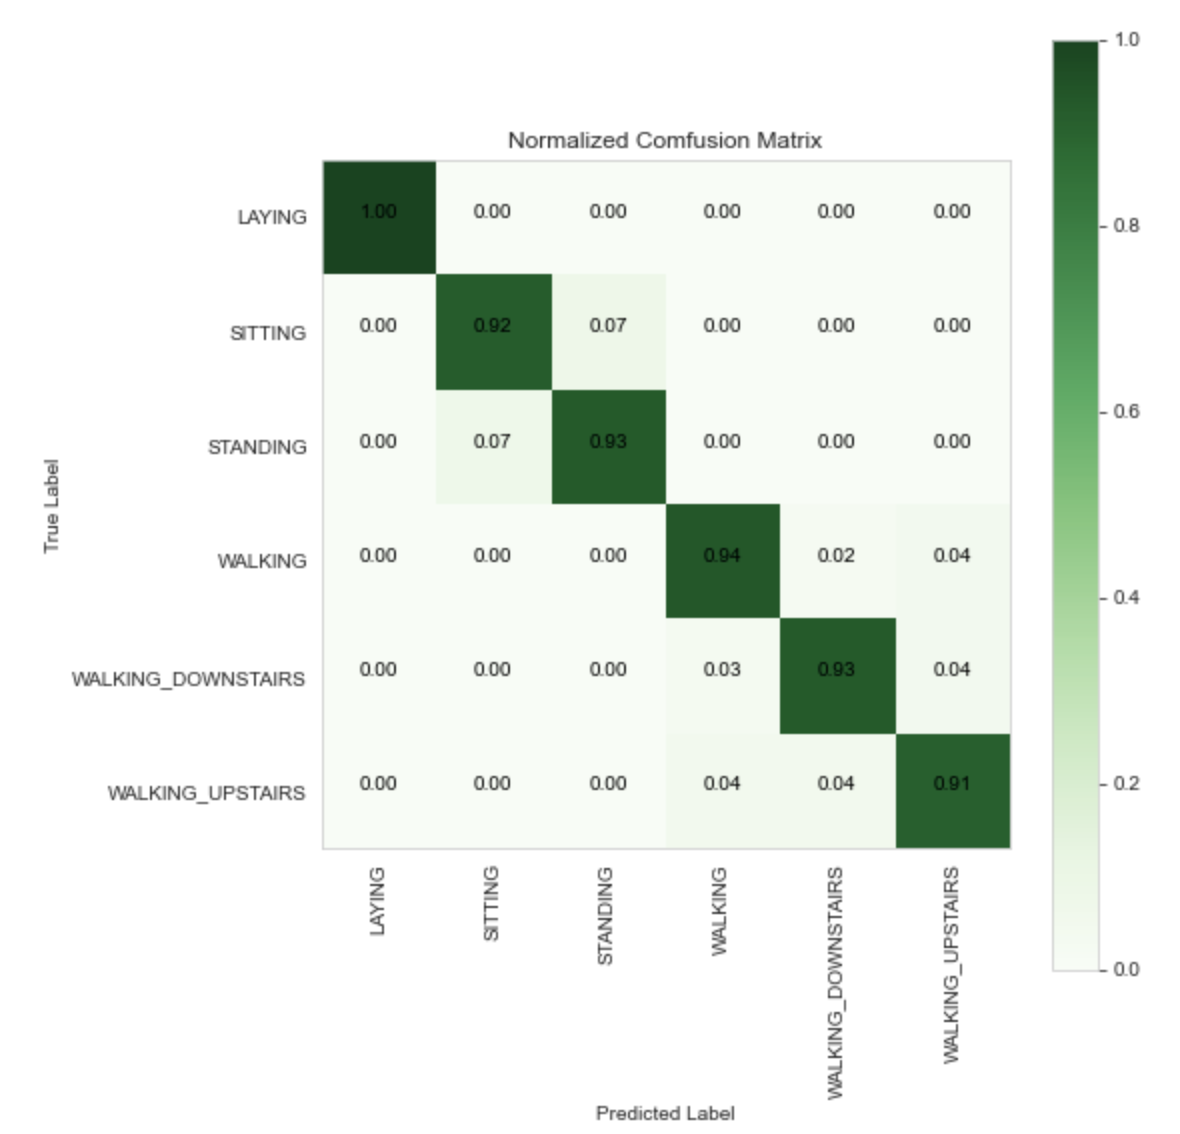 Normalized Comfusion Matrix
1.0
0.8
0.6
0.4
0.2
0.0
True Label
LAYING 1.00 0.00 0.00 0.00 0.00 0.00
SITTING 0.00 0.92 0.07 0.00 0.00 0.00
STANDING 0.00 0.07 0.93 0.00 0.00 0.00
WALKING 0.00 0.00 0.00 0.94 0.02 0.04
WALKING_DOWNSTAIRS 0.00 0.00 0.00 0.03 0.93 0.04
WALKING_UPSTAIRS 0.00 0.00 0.00 0.04 0.04 0.91
LAYING
SITTING
STANDING
WALKING
WALKING_DOWNSTAIRS
WALKING_UPSTAIRS
Predicted Label